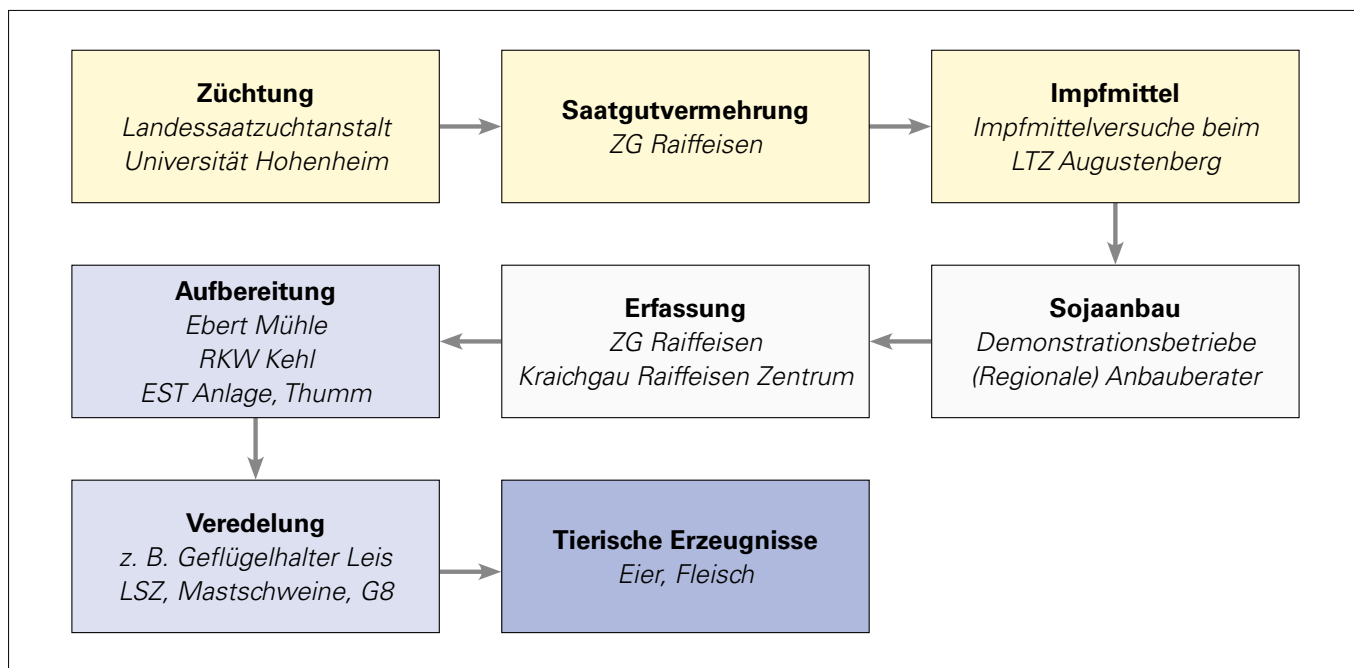 Züchtung
Landessaatzuchtanstalt
Universität Hohenheim
Saatgutvermehrung
ZG Raiffeisen
Impfmittel
Impfmittelversuche beim
LTZ Augustenberg
Sojaanbau
Demonstrationsbetriebe
(Regionale) Anbauberater
Erfassung
ZG Raiffeisen
Kraichgau Raiffeisen Zentrum
Aufbereitung
Ebert Mühle
RKW Kehl
EST Anlage, Thumm
Veredelung
z. B. Geflügelhalter Leis
LSZ, Mastschweine, G8
Tierische Erzeugnisse
Eier, Fleisch